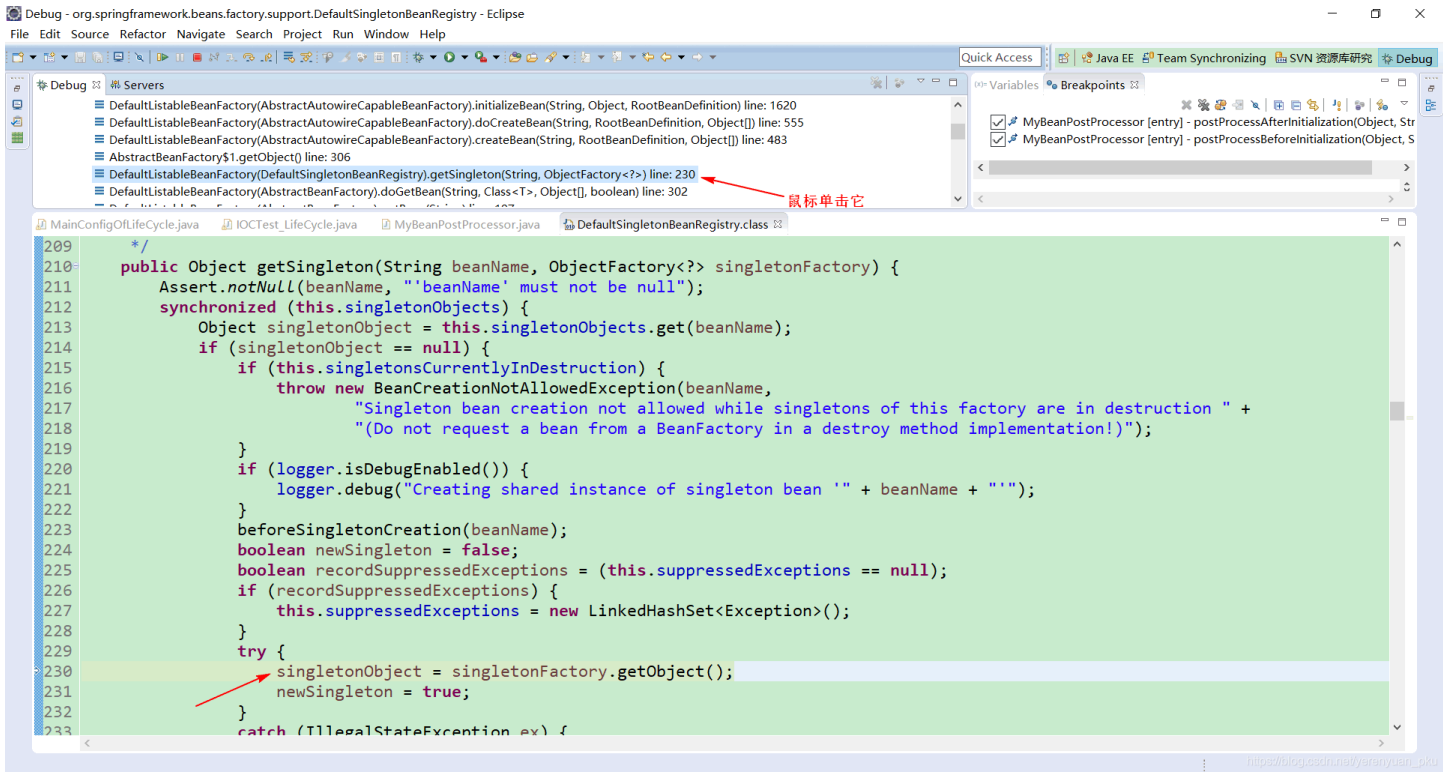 Debug - org.springframework.beans.factory.support.DefaultSingletonBeanRegistry - Eclipse
File Edit Source Refactor Navigate Search Project Run Window Help
Quick Access Java EE Team Synchronizing SVN 资源库研究 Debug
Debug Servers
(x)= Variables Breakpoints
DefaultListableBeanFactory(AbstractAutowireCapableBeanFactory).initializeBean(String, Object, RootBeanDefinition) line: 1620
DefaultListableBeanFactory(AbstractAutowireCapableBeanFactory).doCreateBean(String, RootBeanDefinition, Object[]) line: 555
DefaultListableBeanFactory(AbstractAutowireCapableBeanFactory).createBean(String, RootBeanDefinition, Object[]) line: 483
AbstractBeanFactory$1.getObject() line: 306
DefaultListableBeanFactory(DefaultSingletonBeanRegistry).getSingleton(String, ObjectFactory<?>) line: 230
DefaultListableBeanFactory(AbstractBeanFactory).doGetBean(String, Class<T>, Object[], boolean) line: 302
MyBeanPostProcessor [entry] - postProcessAfterInitialization(Object, Str
MyBeanPostProcessor [entry] - postProcessBeforeInitialization(Object, S
鼠标单击它
MainConfigOfLifeCycle.java IOCTest_LifeCycle.java MyBeanPostProcessor.java DefaultSingletonBeanRegistry.class
209 */
210 public Object getSingleton(String beanName, ObjectFactory<?> singletonFactory) {
211 Assert.notNull(beanName, "'beanName' must not be null");
212 synchronized (this.singletonObjects) {
213 Object singletonObject = this.singletonObjects.get(beanName);
214 if (singletonObject == null) {
215 if (this.singletonsCurrentlyInDestruction) {
216 throw new BeanCreationNotAllowedException(beanName,
217 "Singleton bean creation not allowed while singletons of this factory are in destruction " +
218 "(Do not request a bean from a BeanFactory in a destroy method implementation!)");
219 }
220 if (logger.isDebugEnabled()) {
221 logger.debug("Creating shared instance of singleton bean '" + beanName + "'");
222 }
223 beforeSingletonCreation(beanName);
224 boolean newSingleton = false;
225 boolean recordSuppressedExceptions = (this.suppressedExceptions == null);
226 if (recordSuppressedExceptions) {
227 this.suppressedExceptions = new LinkedHashSet<Exception>();
228 }
229 try {
230 singletonObject = singletonFactory.getObject();
231 newSingleton = true;
232 }
233 catch (IllegalStateException ex) {
https://blog.csdn.net/yerenyuan_pku